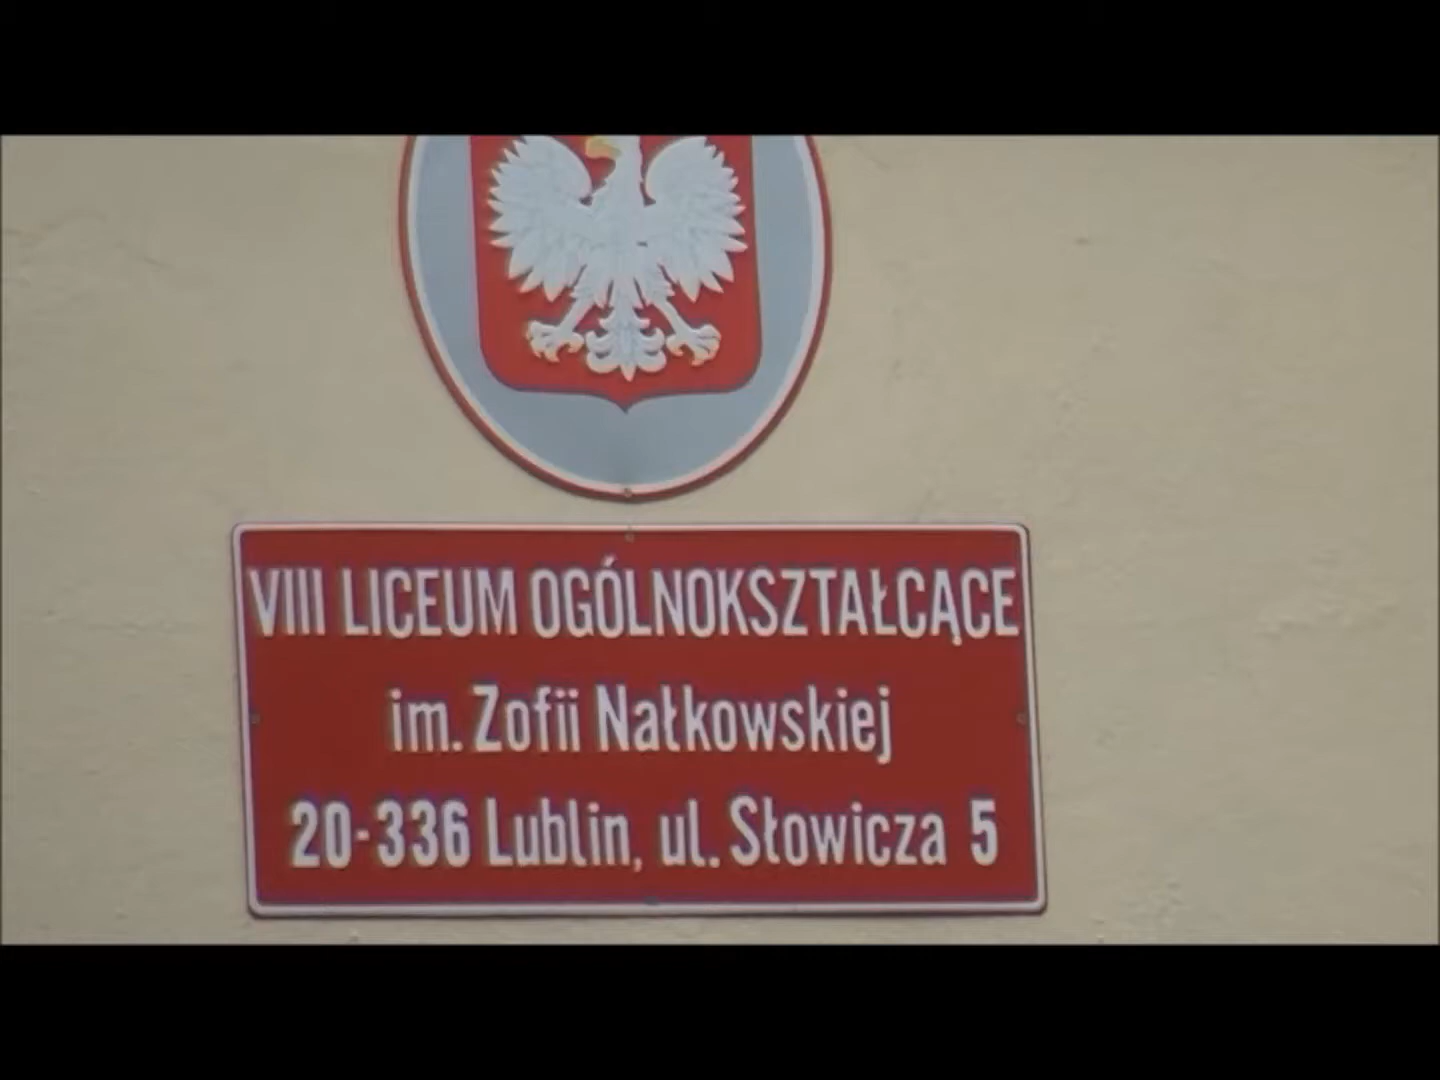 VIII LICEUM OGÓLNOKSZTAŁCĄCE
im. Zofii Nałkowskiej
20-336 Lublin, ul. Słowicza 5